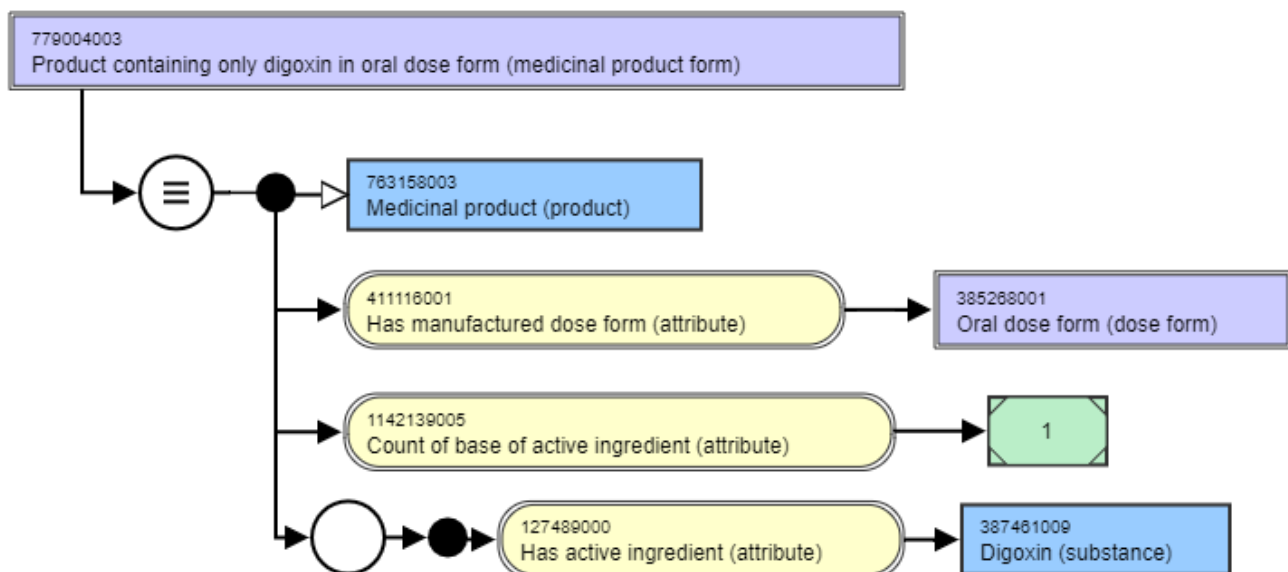 779004003
Product containing only digoxin in oral dose form (medicinal product form)
763158003
Medicinal product (product)
411116001
Has manufactured dose form (attribute)
385268001
Oral dose form (dose form)
1142139005
Count of base of active ingredient (attribute)
1
127489000
Has active ingredient (attribute)
387461009
Digoxin (substance)